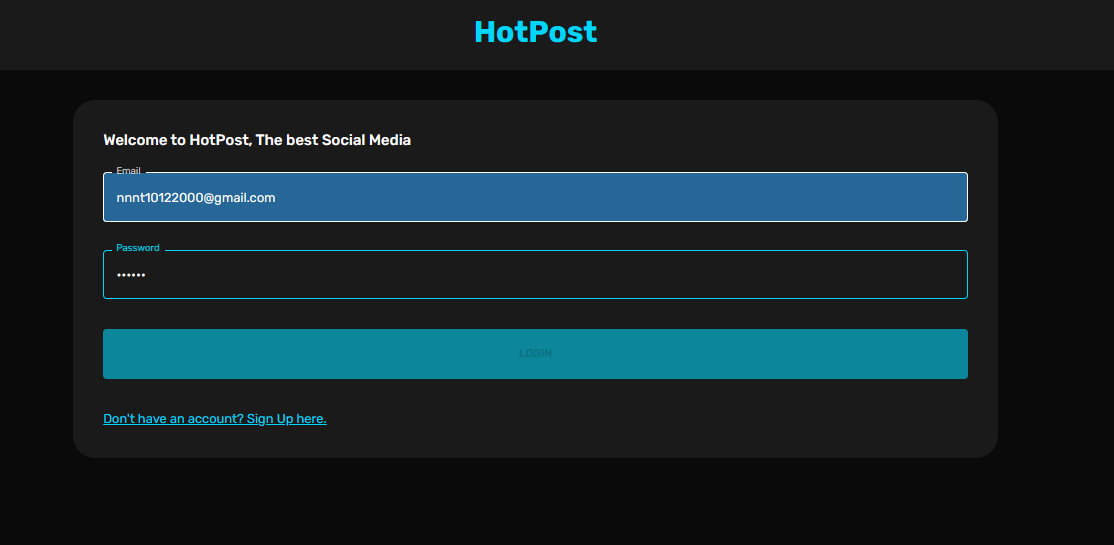 HotPost
Welcome to HotPost, The best Social Media
Email
nnnt10122000@gmail.com
Password
••••••
LOGIN
Don't have an account? Sign Up here.